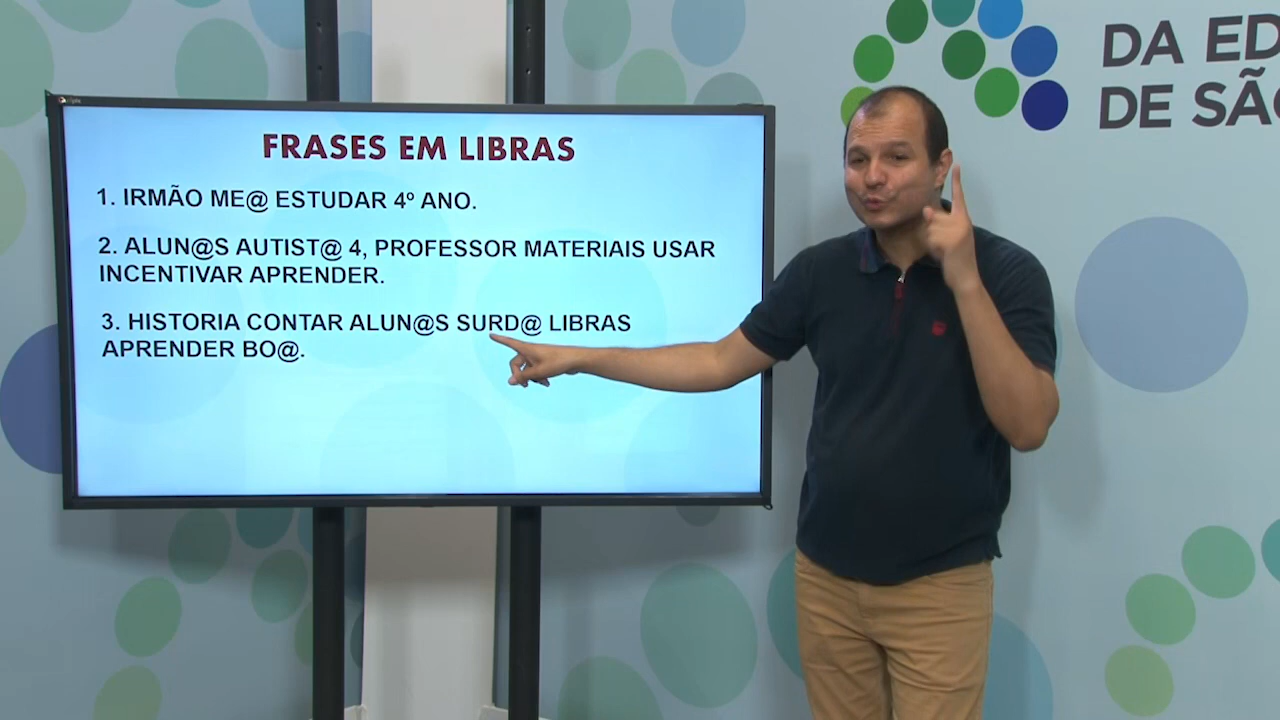 DA ED
DE SÃO
FRASES EM LIBRAS
1. IRMÃO ME@ ESTUDAR 4º ANO.
2. ALUN@S AUTIST@ 4, PROFESSOR MATERIAIS USAR
INCENTIVAR APRENDER.
3. HISTORIA CONTAR ALUN@S SURD@ LIBRAS
APRENDER BO@.